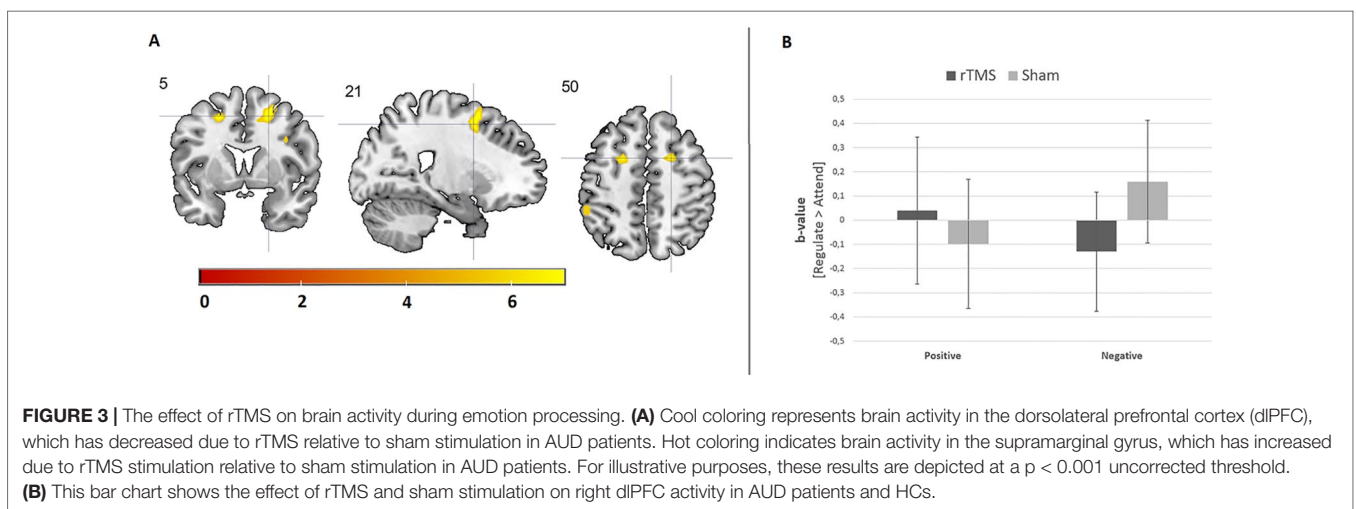 A
5
21
50
0 2 4 6
B
rTMS Sham
b-value
[Regulate > Attend]
0,5
0,4
0,3
0,2
0,1
0
-0,1
-0,2
-0,3
-0,4
-0,5
Positive Negative
FIGURE 3 | The effect of rTMS on brain activity during emotion processing. (A) Cool coloring represents brain activity in the dorsolateral prefrontal cortex (dlPFC),
which has decreased due to rTMS relative to sham stimulation in AUD patients. Hot coloring indicates brain activity in the supramarginal gyrus, which has increased
due to rTMS stimulation relative to sham stimulation in AUD patients. For illustrative purposes, these results are depicted at a p < 0.001 uncorrected threshold.
(B) This bar chart shows the effect of rTMS and sham stimulation on right dlPFC activity in AUD patients and HCs.